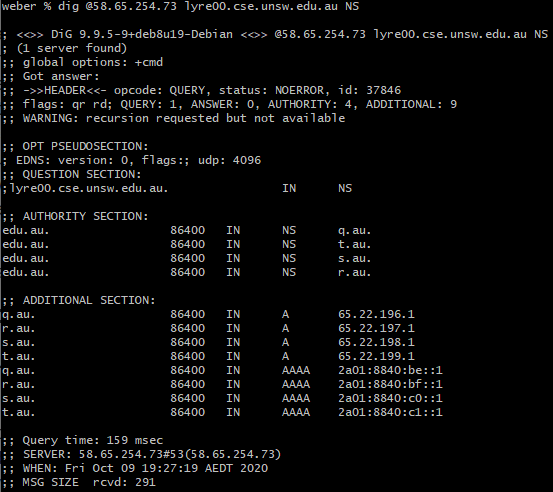 weber % dig @58.65.254.73 lyre00.cse.unsw.edu.au NS
; <<>> DiG 9.9.5-9+deb8u19-Debian <<>> @58.65.254.73 lyre00.cse.unsw.edu.au NS
; (1 server found)
;; global options: +cmd
;; Got answer:
;; ->>HEADER<<- opcode: QUERY, status: NOERROR, id: 37846
;; flags: qr rd; QUERY: 1, ANSWER: 0, AUTHORITY: 4, ADDITIONAL: 9
;; WARNING: recursion requested but not available
;; OPT PSEUDOSECTION:
; EDNS: version: 0, flags:; udp: 4096
;; QUESTION SECTION:
;lyre00.cse.unsw.edu.au. IN NS
;; AUTHORITY SECTION:
edu.au. 86400 IN NS q.au.
edu.au. 86400 IN NS t.au.
edu.au. 86400 IN NS s.au.
edu.au. 86400 IN NS r.au.
;; ADDITIONAL SECTION:
q.au. 86400 IN A 65.22.196.1
r.au. 86400 IN A 65.22.197.1
s.au. 86400 IN A 65.22.198.1
t.au. 86400 IN A 65.22.199.1
q.au. 86400 IN AAAA 2a01:8840:be::1
r.au. 86400 IN AAAA 2a01:8840:bf::1
s.au. 86400 IN AAAA 2a01:8840:c0::1
t.au. 86400 IN AAAA 2a01:8840:c1::1
;; Query time: 159 msec
;; SERVER: 58.65.254.73#53(58.65.254.73)
;; WHEN: Fri Oct 09 19:27:19 AEDT 2020
;; MSG SIZE rcvd: 291